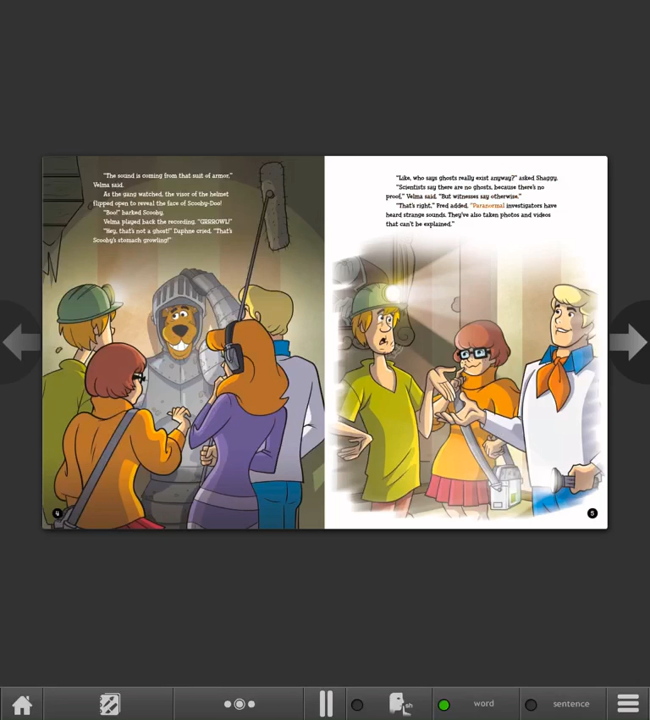 "The sound is coming from that suit of armor,"
Velma said.
As the gang watched, the visor of the helmet
flipped open to reveal the face of Scooby-Doo!
"Boo!" barked Scooby.
Velma played back the recording. "GRRROWL!"
"Hey, that's not a ghost!" Daphne cried. "That's
Scooby's stomach growling!"
4
"Like, who says ghosts really exist anyway?" asked Shaggy.
"Scientists say there are no ghosts, because there's no
proof," Velma said. "But witnesses say otherwise."
"That's right," Fred added. "Paranormal investigators have
heard strange sounds. They've also taken photos and videos
that can't be explained."
5
sh
word
sentence